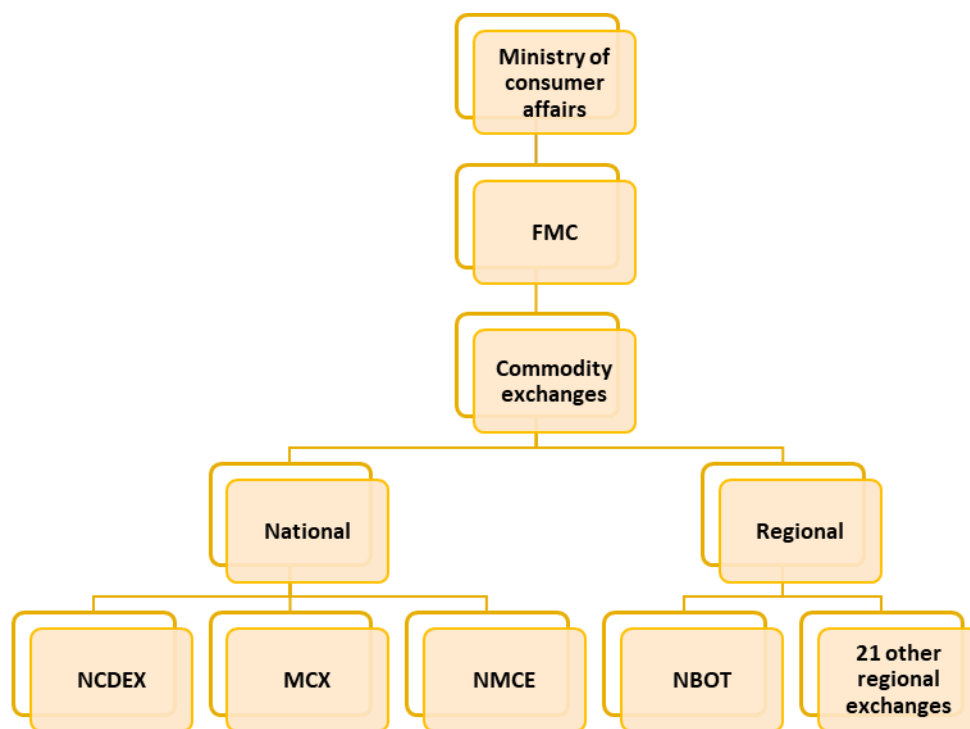 Ministry of
consumer
affairs
FMC
Commodity
exchanges
National
Regional
NCDEX
MCX
NMCE
NBOT
21 other
regional
exchanges